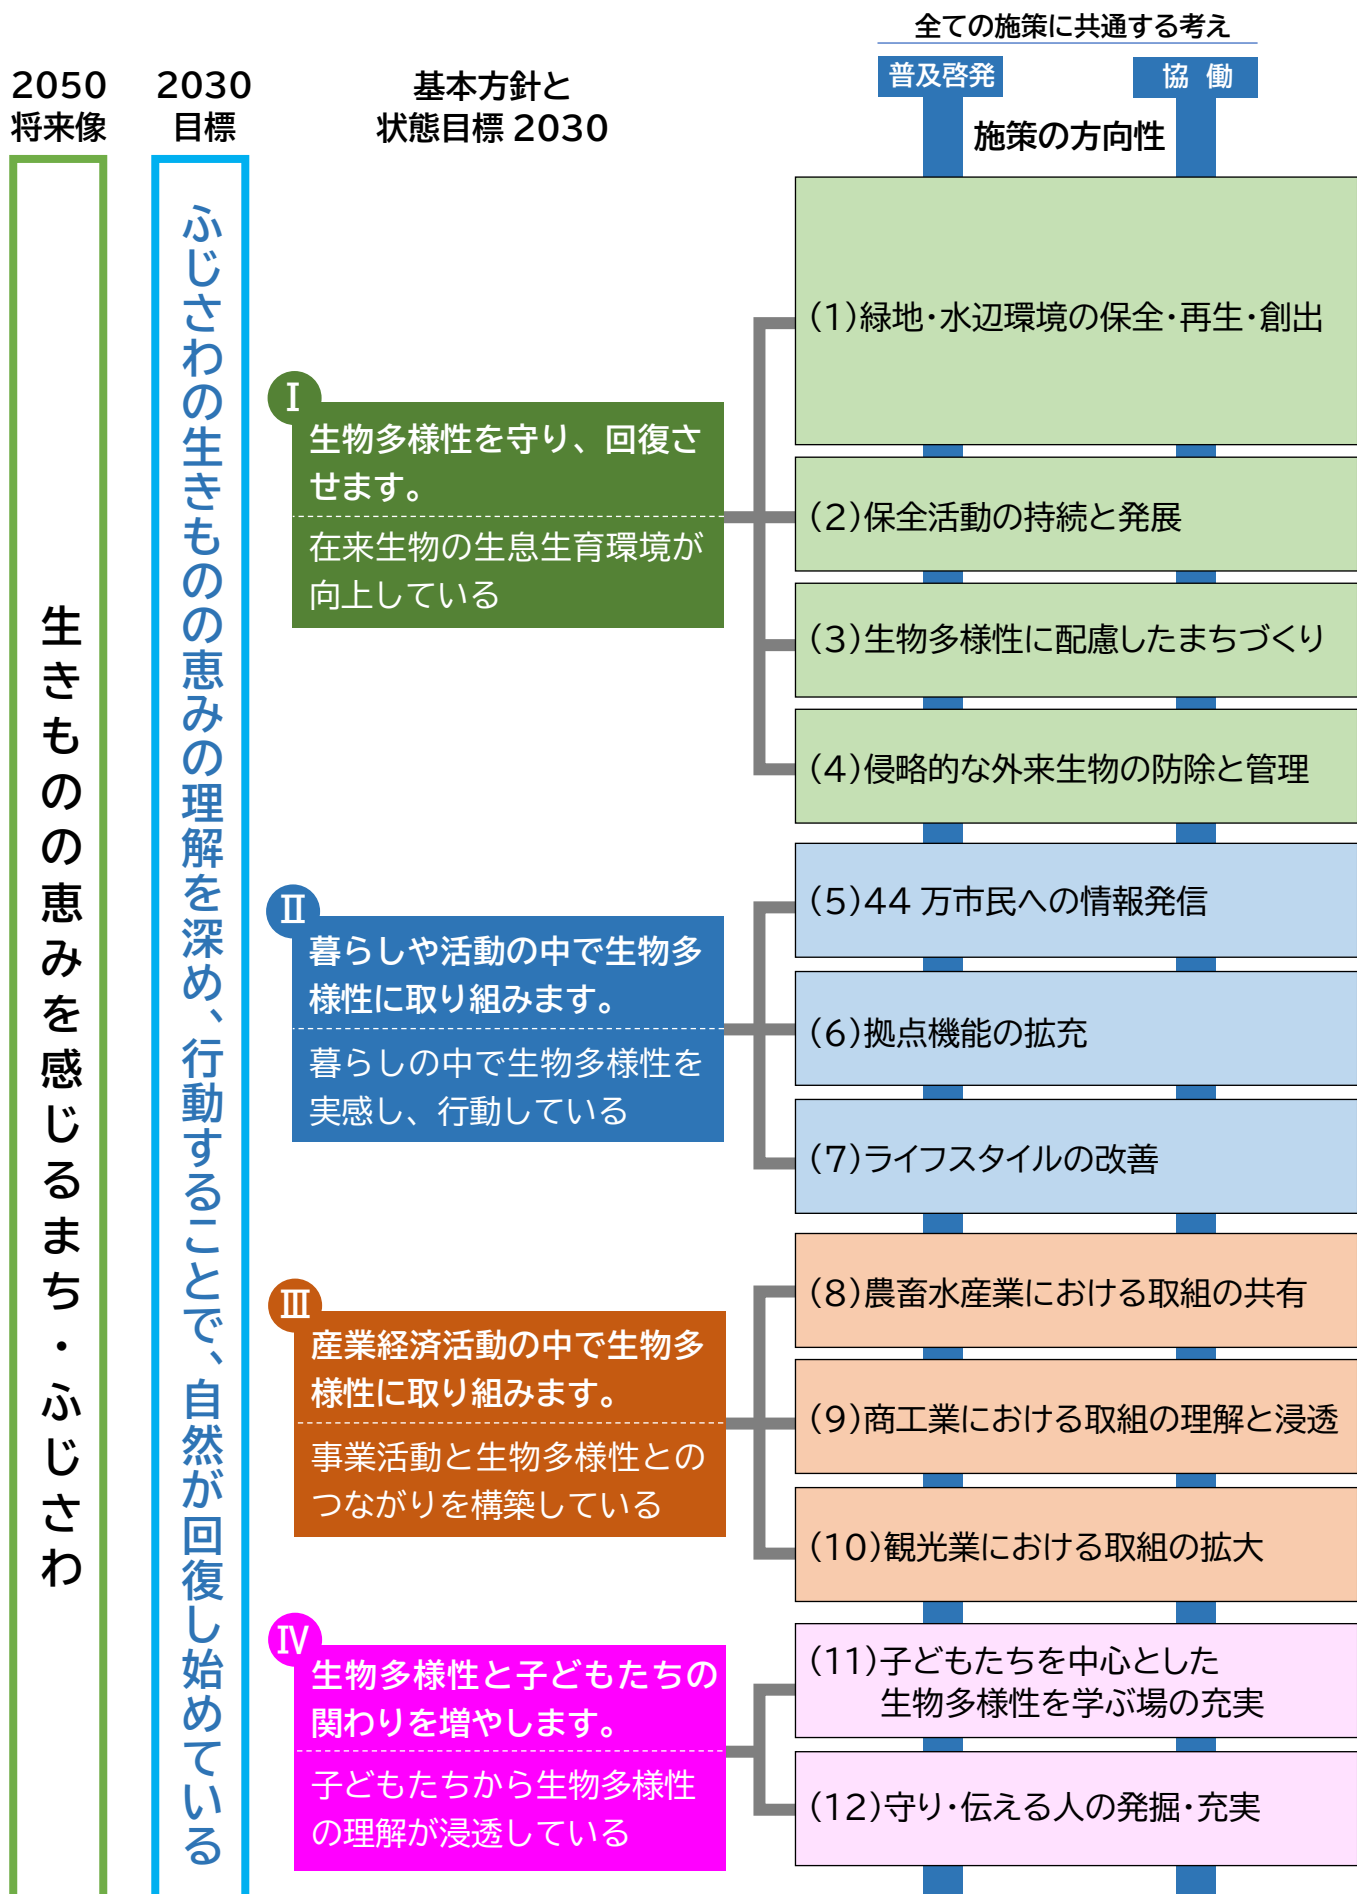 全ての施策に共通する考え
普及啓発
協 働
2050
将来像
2030
目標
基本方針と
状態目標 2030
施策の方向性
生きものの恵みを感じるまち・ふじさわ
ふじさわの生きものの恵みの理解を深め、行動することで、自然が回復し始めている
Ⅰ
生物多様性を守り、回復さ
せます。
在来生物の生息生育環境が
向上している
(1)緑地・水辺環境の保全・再生・創出
(2)保全活動の持続と発展
(3)生物多様性に配慮したまちづくり
(4)侵略的な外来生物の防除と管理
Ⅱ
暮らしや活動の中で生物多
様性に取り組みます。
暮らしの中で生物多様性を
実感し、行動している
(5)44 万市民への情報発信
(6)拠点機能の拡充
(7)ライフスタイルの改善
Ⅲ
産業経済活動の中で生物多
様性に取り組みます。
事業活動と生物多様性との
つながりを構築している
(8)農畜水産業における取組の共有
(9)商工業における取組の理解と浸透
(10)観光業における取組の拡大
Ⅳ
生物多様性と子どもたちの
関わりを増やします。
子どもたちから生物多様性
の理解が浸透している
(11)子どもたちを中心とした
生物多様性を学ぶ場の充実
(12)守り・伝える人の発掘・充実